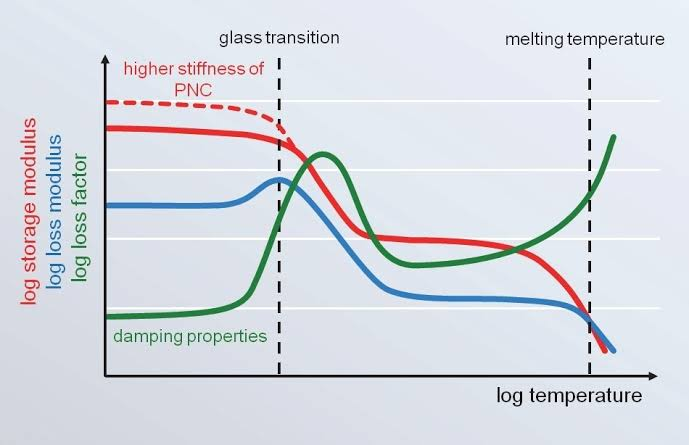 glass transition
melting temperature
higher stiffness of
PNC
log storage modulus
log loss modulus
log loss factor
damping properties
log temperature